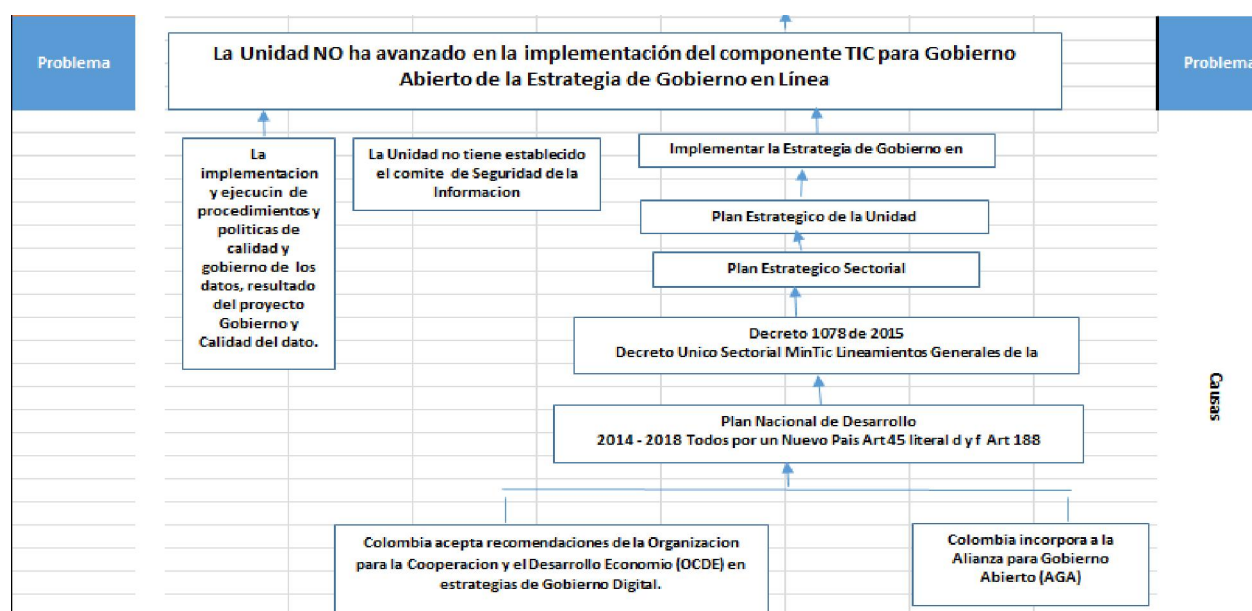 Problema
La Unidad NO ha avanzado en la implementación del componente TIC para Gobierno
Abierto de la Estrategia de Gobierno en Línea
Problema
La
implementacion
y ejecucin de
procedimientos y
politicas de
calidad y
gobierno de los
datos, resultado
del proyecto
Gobierno y
Calidad del dato.
La Unidad no tiene establecido
el comite de Seguridad de la
Informacion
Implementar la Estrategia de Gobierno en
Plan Estrategico de la Unidad
Plan Estrategico Sectorial
Decreto 1078 de 2015
Decreto Unico Sectorial MinTic Lineamientos Generales de la
Plan Nacional de Desarrollo
2014 - 2018 Todos por un Nuevo Pais Art 45 literal d y f Art 188
Colombia acepta recomendaciones de la Organizacion
para la Cooperacion y el Desarrollo Economio (OCDE) en
estrategias de Gobierno Digital.
Colombia incorpora a la
Alianza para Gobierno
Abierto (AGA)
Causas